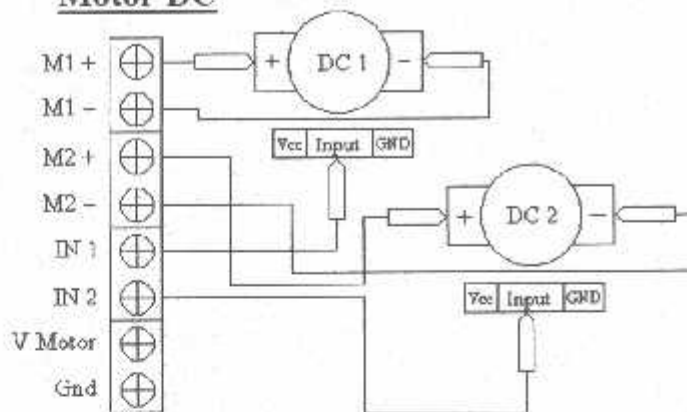 Motor DC
M1 +
M1 -
M2 +
M2 -
IN 1
IN 2
V Motor
Gnd
+ DC 1 -
Vcc Input GND
+ DC 2 -
Vcc Input GND